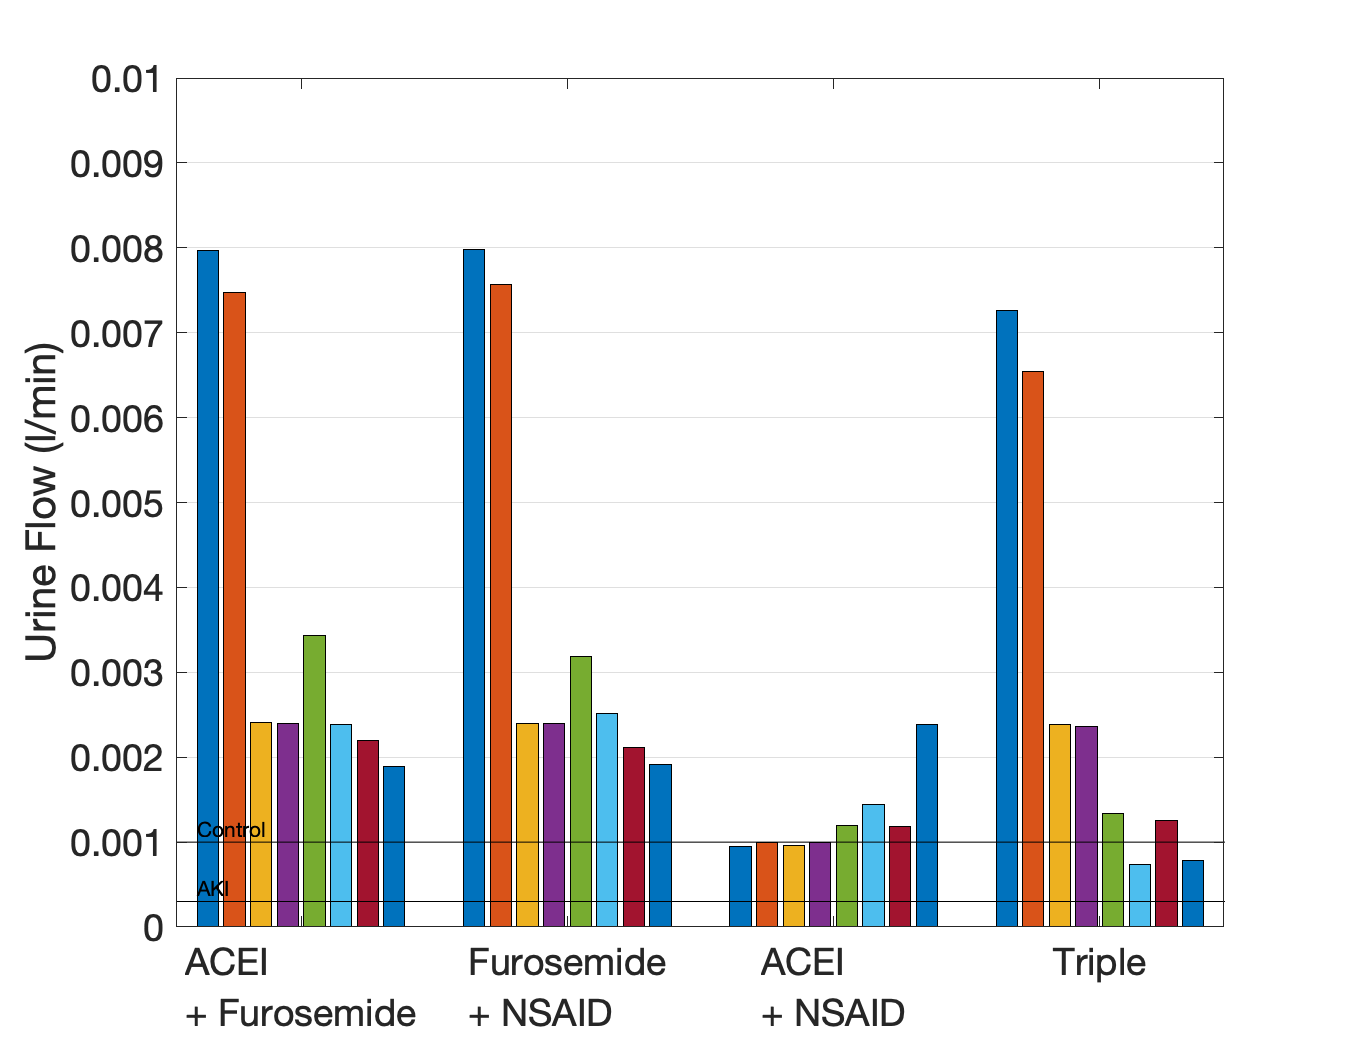 0.01
0.009
0.008
0.007
0.006
0.005
0.004
0.003
0.002
0.001
0
Urine Flow (l/min)
Control
AKI
ACEI
+ Furosemide
Furosemide
+ NSAID
ACEI
+ NSAID
Triple